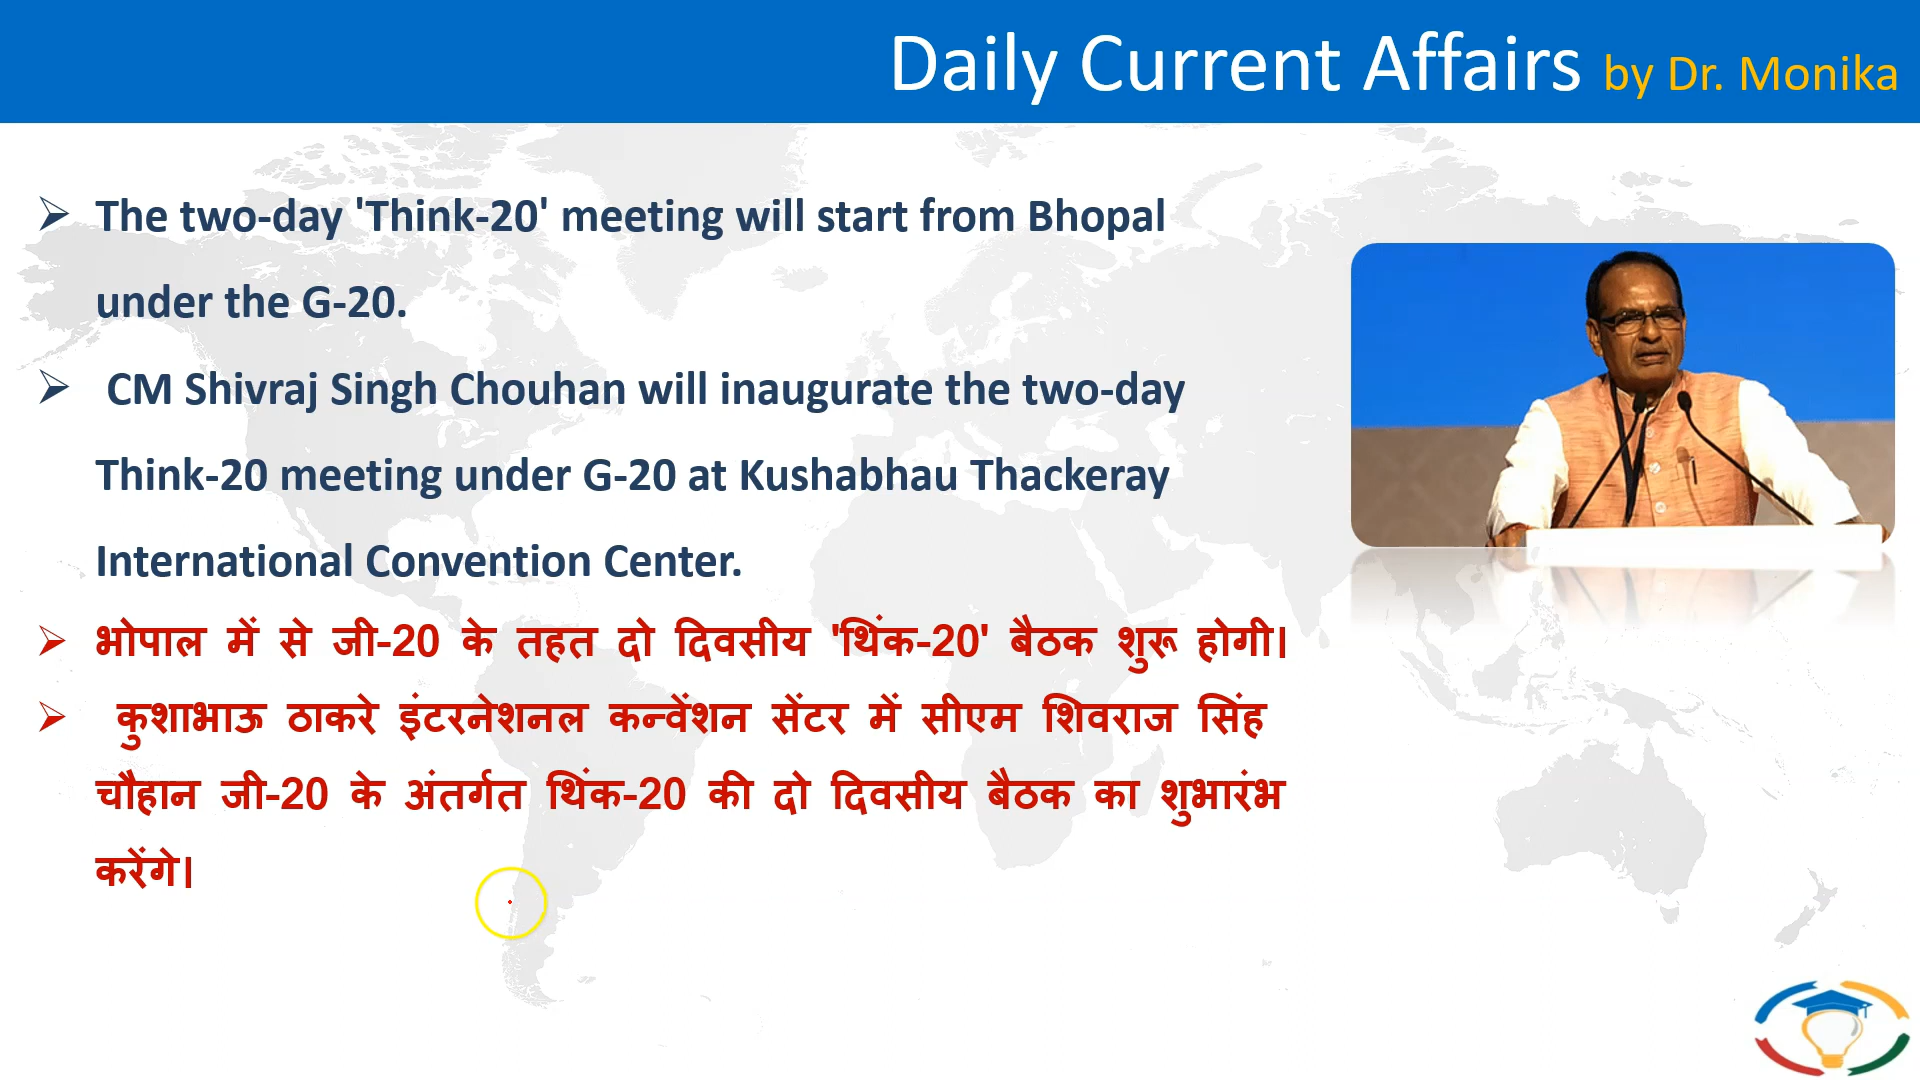 Daily Current Affairs by Dr. Monika
The two-day 'Think-20' meeting will start from Bhopal
under the G-20.
CM Shivraj Singh Chouhan will inaugurate the two-day
Think-20 meeting under G-20 at Kushabhau Thackeray
International Convention Center.
भोपाल में से जी-20 के तहत दो दिवसीय 'थिंक-20' बैठक शुरू होगी।
कुशाभाऊ ठाकरे इंटरनेशनल कन्वेंशन सेंटर में सीएम शिवराज सिंह
चौहान जी-20 के अंतर्गत थिंक-20 की दो दिवसीय बैठक का शुभारंभ
करेंगे।